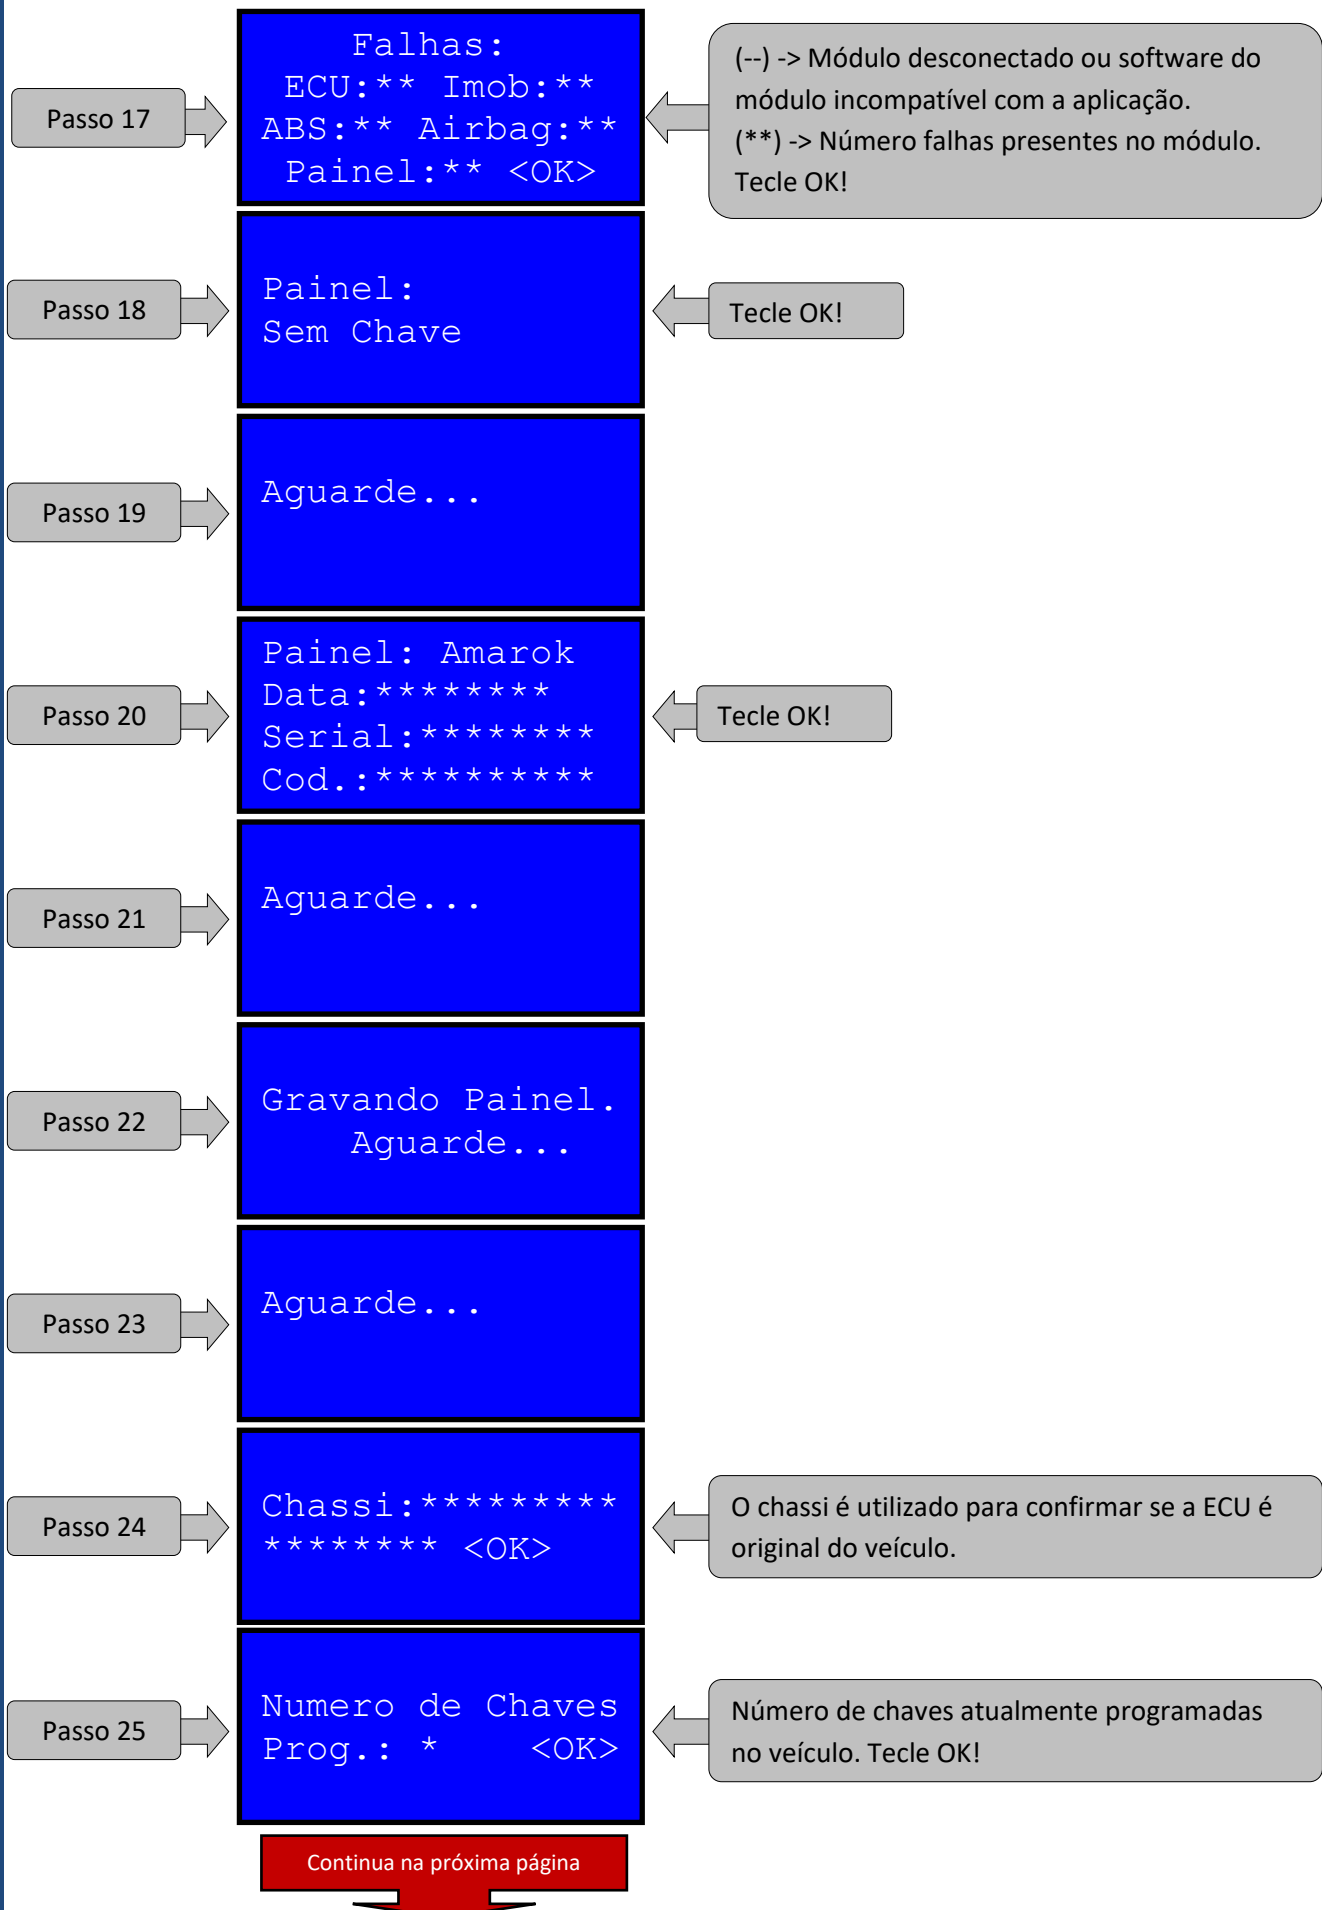 Passo 17
Falhas:
ECU:** Imob:**
ABS:** Airbag:**
Painel:** <OK>
(--) -> Módulo desconectado ou software do
módulo incompatível com a aplicação.
(**) -> Número falhas presentes no módulo.
Tecle OK!
Passo 18
Painel:
Sem Chave
Tecle OK!
Passo 19
Aguarde...
Passo 20
Painel: Amarok
Data:********
Serial:********
Cod.:**********
Tecle OK!
Passo 21
Aguarde...
Passo 22
Gravando Painel.
Aguarde...
Passo 23
Aguarde...
Passo 24
Chassi:*********
******** <OK>
O chassi é utilizado para confirmar se a ECU é
original do veículo.
Passo 25
Numero de Chaves
Prog.: * <OK>
Número de chaves atualmente programadas
no veículo. Tecle OK!
Continua na próxima página